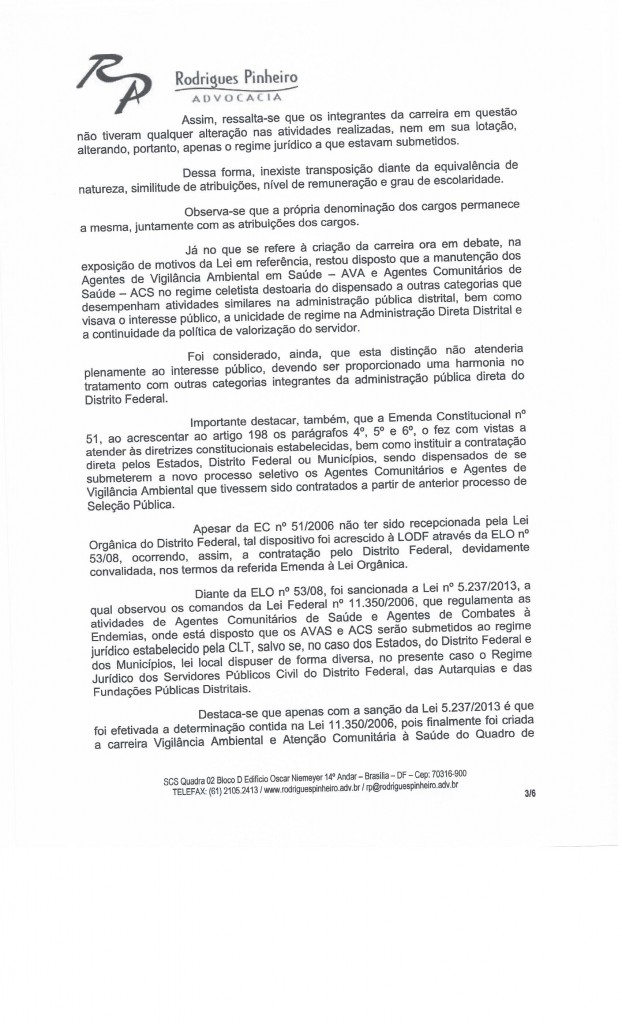 RP Rodrigues Pinheiro
ADVOCACIA
Assim, ressalta-se que os integrantes da carreira em questão
não tiveram qualquer alteração nas atividades realizadas, nem em sua lotação,
alterando, portanto, apenas o regime jurídico a que estavam submetidos.
Dessa forma, inexiste transposição diante da equivalência de
natureza, similitude de atribuições, nível de remuneração e grau de escolaridade.
Observa-se que a própria denominação dos cargos permanece
a mesma, juntamente com as atribuições dos cargos.
Já no que se refere à criação da carreira ora em debate, na
exposição de motivos da Lei em referência, restou disposto que a manutenção dos
Agentes de Vigilância Ambiental em Saúde – AVA e Agentes Comunitários de
Saúde – ACS no regime celetista destoaria do dispensado a outras categorias que
desempenham atividades similares na administração pública distrital, bem como
visava o interesse público, a unicidade de regime na Administração Direta Distrital e
a continuidade da política de valorização do servidor.
Foi considerado, ainda, que esta distinção não atenderia
plenamente ao interesse público, devendo ser proporcionado uma harmonia no
tratamento com outras categorias integrantes da administração pública direta do
Distrito Federal.
Importante destacar, também, que a Emenda Constitucional nº
51, ao acrescentar ao artigo 198 os parágrafos 4º, 5º e 6º, o fez com vistas a
atender às diretrizes constitucionais estabelecidas, bem como instituir a contratação
direta pelos Estados, Distrito Federal ou Municípios, sendo dispensados de se
submeterem a novo processo seletivo os Agentes Comunitários e Agentes de
Vigilância Ambiental que tivessem sido contratados a partir de anterior processo de
Seleção Pública.
Apesar da EC nº 51/2006 não ter sido recepcionada pela Lei
Orgânica do Distrito Federal, tal dispositivo foi acrescido à LODF através da ELO nº
53/08, ocorrendo, assim, a contratação pelo Distrito Federal, devidamente
convalidada, nos termos da referida Emenda à Lei Orgânica.
Diante da ELO nº 53/08, foi sancionada a Lei nº 5.237/2013, a
qual observou os comandos da Lei Federal nº 11.350/2006, que regulamenta as
atividades de Agentes Comunitários de Saúde e Agentes de Combates à
Endemias, onde está disposto que os AVAS e ACS serão submetidos ao regime
jurídico estabelecido pela CLT, salvo se, no caso dos Estados, do Distrito Federal e
dos Municípios, lei local dispuser de forma diversa, no presente caso o Regime
Jurídico dos Servidores Públicos Civil do Distrito Federal, das Autarquias e das
Fundações Públicas Distritais.
Destaca-se que apenas com a sanção da Lei 5.237/2013 é que
foi efetivada a determinação contida na Lei 11.350/2006, pois finalmente foi criada
a carreira Vigilância Ambiental e Atenção Comunitária à Saúde do Quadro de
SCS Quadra 02 Bloco D Edifício Oscar Niemeyer 14º Andar – Brasília – DF – Cep: 70316-900
TELEFAX: (61) 2105.2413 / www.rodriguespinheiro.adv.br / rp@rodriguespinheiro.adv.br
3/6